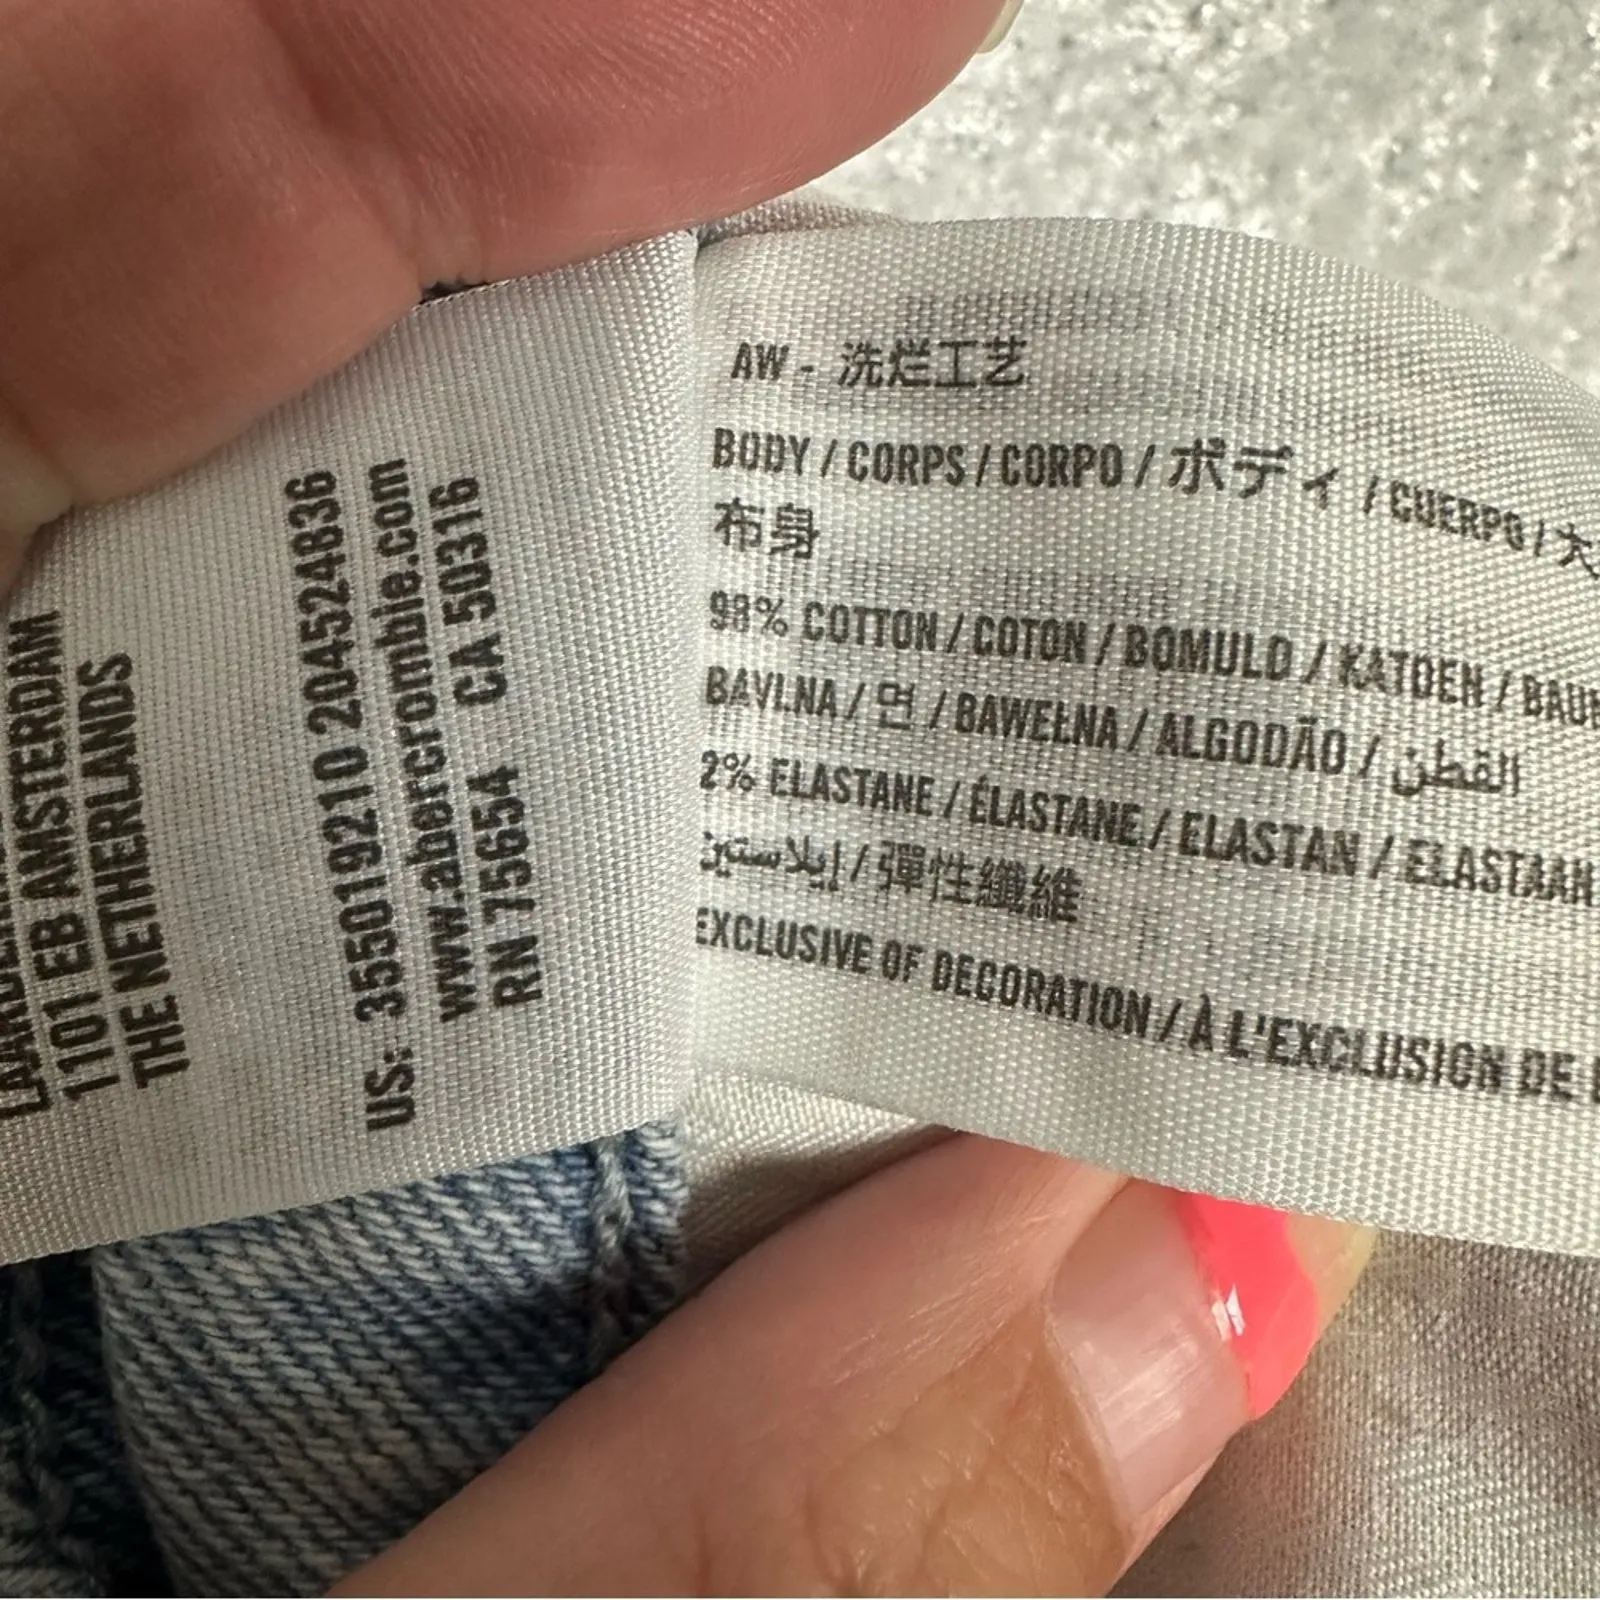 1101 EB AMSTERDAM
THE NETHERLANDS
US: 355019210 204524836
www.abercrombie.com
RN 75654 CA 50316
AW - 洗烂工艺
BODY / CORPS / CORPO / ボディ / CUERPO /
布身
98% COTTON / COTON / BOMULD / KATOEN /
BAVLNA / 면 / BAWEŁNA / ALGODÃO / القطن
2% ELASTANE / ÉLASTANE / ELASTAN /
إيلاستين / 彈性纖維
EXCLUSIVE OF DECORATION / À L'EXCLUSION DE